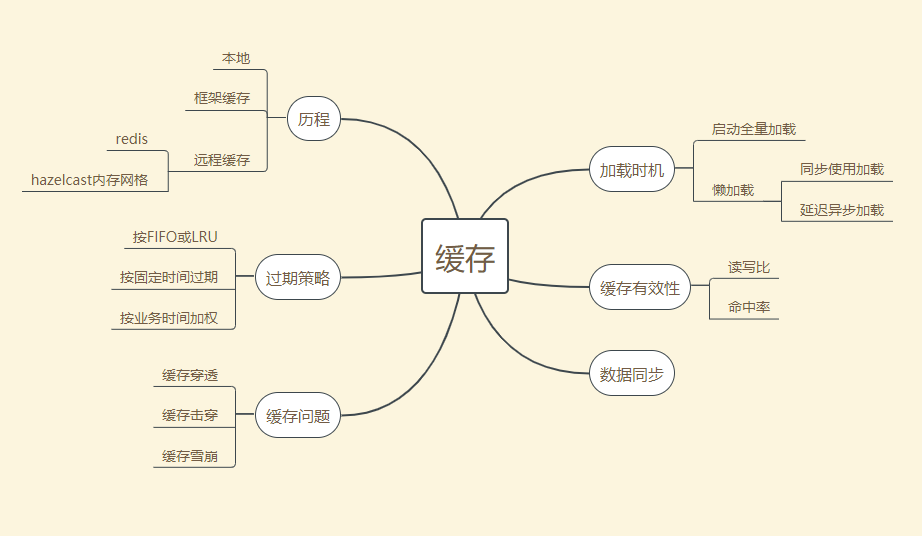 缓存
历程
本地
框架缓存
远程缓存
redis
hazelcast内存网格
过期策略
按FIFO或LRU
按固定时间过期
按业务时间加权
缓存问题
缓存穿透
缓存击穿
缓存雪崩
加载时机
启动全量加载
懒加载
同步使用加载
延迟异步加载
缓存有效性
读写比
命中率
数据同步